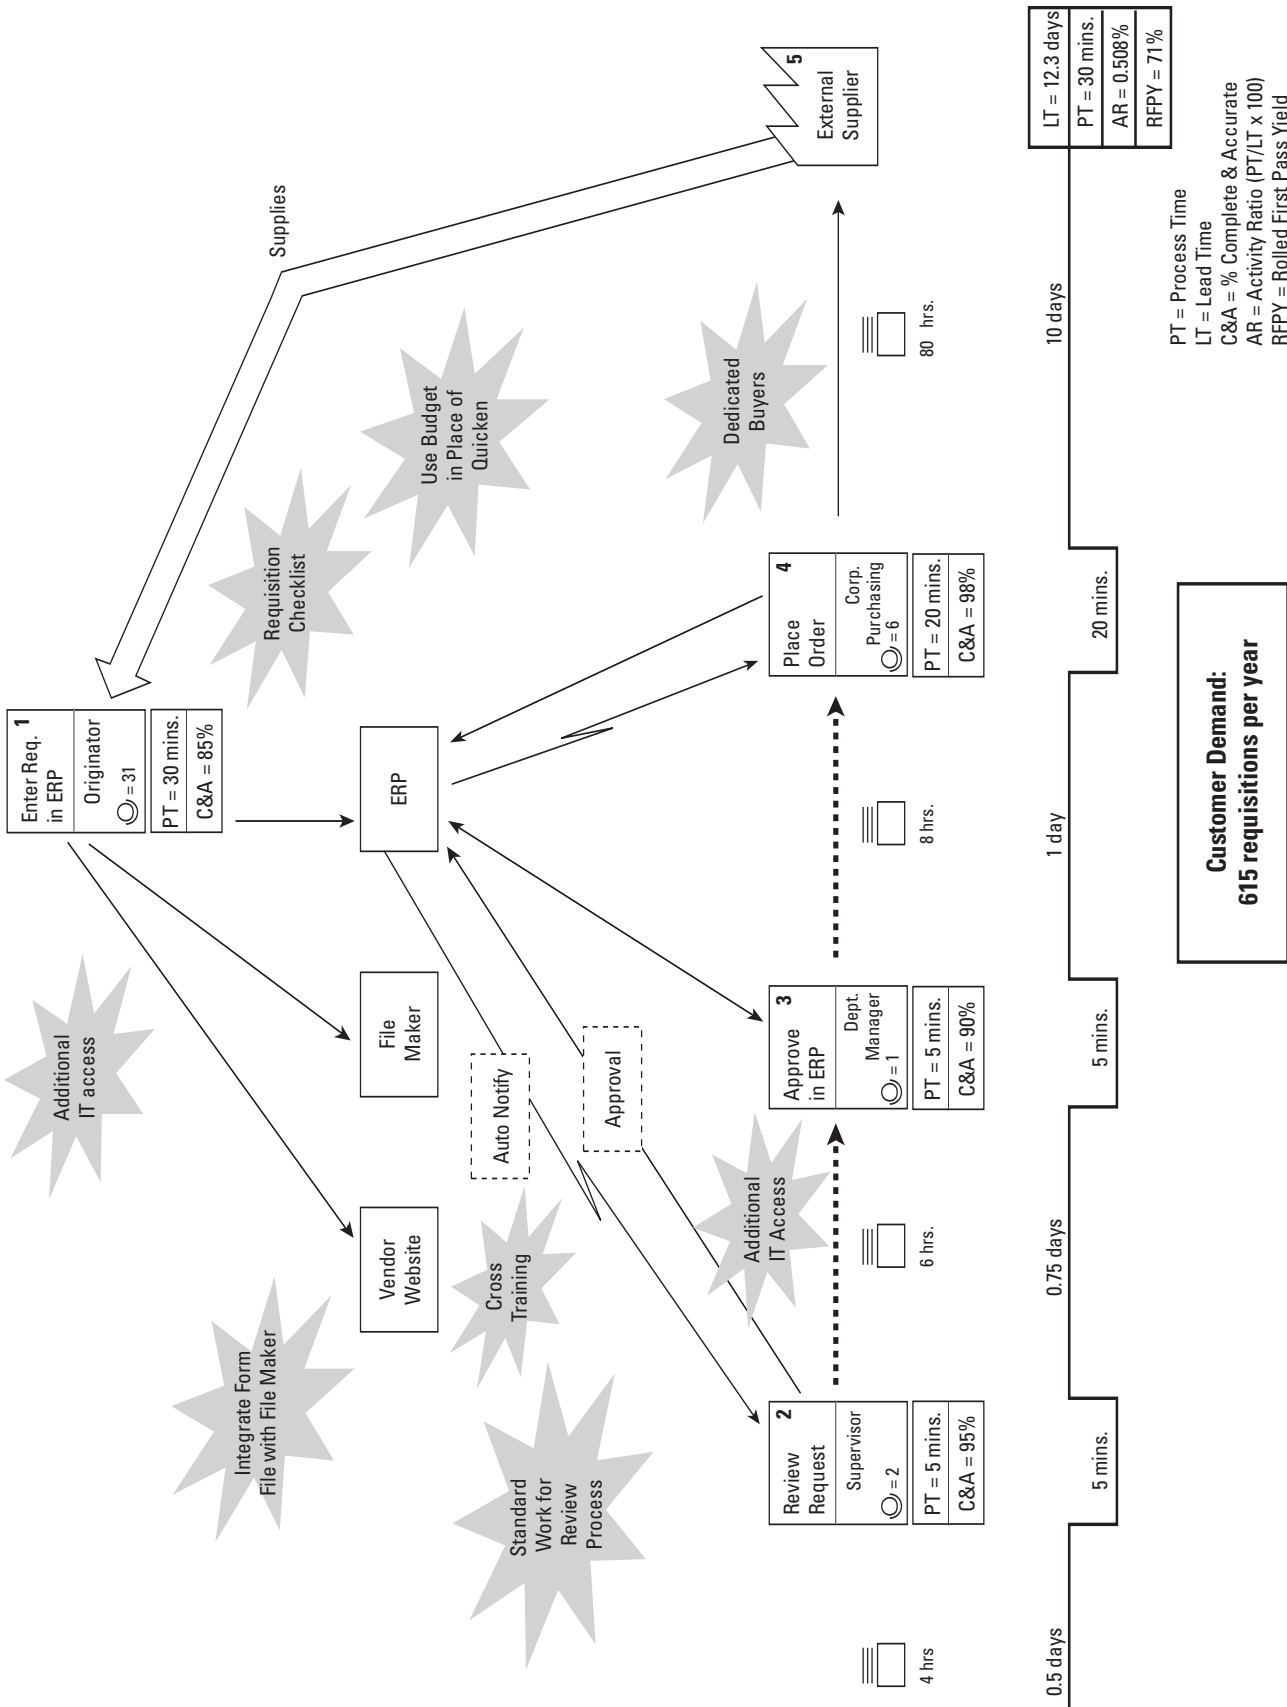 Enter Req.
in ERP
1
Originator
= 31
PT = 30 mins.
C&A = 85%
Supplies
Additional
IT access
Integrate Form
File with File Maker
Requisition
Checklist
Use Budget
in Place of
Quicken
Vendor
Website
File
Maker
ERP
Cross
Training
Auto Notify
Approval
Standard
Work for
Review
Process
Additional
IT Access
Dedicated
Buyers
Review
Request
2
Supervisor
= 2
PT = 5 mins.
C&A = 95%
Approve
in ERP
3
Dept.
Manager
= 1
PT = 5 mins.
C&A = 90%
Place
Order
4
Corp.
Purchasing
= 6
PT = 20 mins.
C&A = 98%
External
Supplier
5
4 hrs
6 hrs.
8 hrs.
80 hrs.
0.5 days
5 mins.
0.75 days
5 mins.
1 day
20 mins.
10 days
LT = 12.3 days
PT = 30 mins.
AR = 0.508%
RFPY = 71%
Customer Demand:
615 requisitions per year
PT = Process Time
LT = Lead Time
C&A = % Complete & Accurate
AR = Activity Ratio (PT/LT x 100)
RFPY = Rolled First Pass Yield